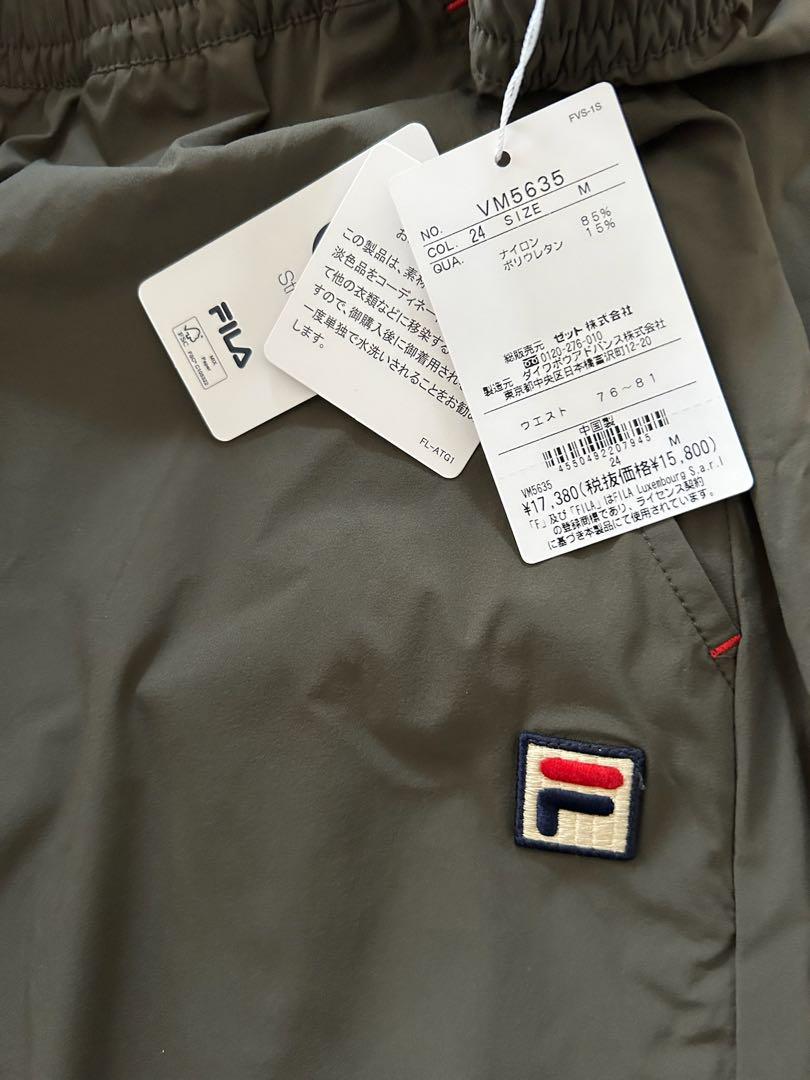 FVS-1S
NO. VM5635
COL. 24 SIZE M
QUA. ナイロン 85%
ポリウレタン 15%
総販売元 ゼット株式会社
0120-276-010
製造元 ダイワボウアドバンス株式会社
東京都中央区日本橋富沢町12-20
ウエスト 76～81
中国製
4550492207945
VM5635 24 M
¥17,380(税抜価格¥15,800)
「F」及び「FILA」はFILA Luxembourg S.a.r.l
の登録商標であり、ライセンス契約
に基づき本製品にて使用されています。
お
この製品は、素材
淡色品をコーディネー
て他の衣類などに移染する
すので、御購入後に御着用され
一度単独で水洗いされることをお勧め
します。
FL-ATGI
St
FILA
FSC
MIX
Paper
F